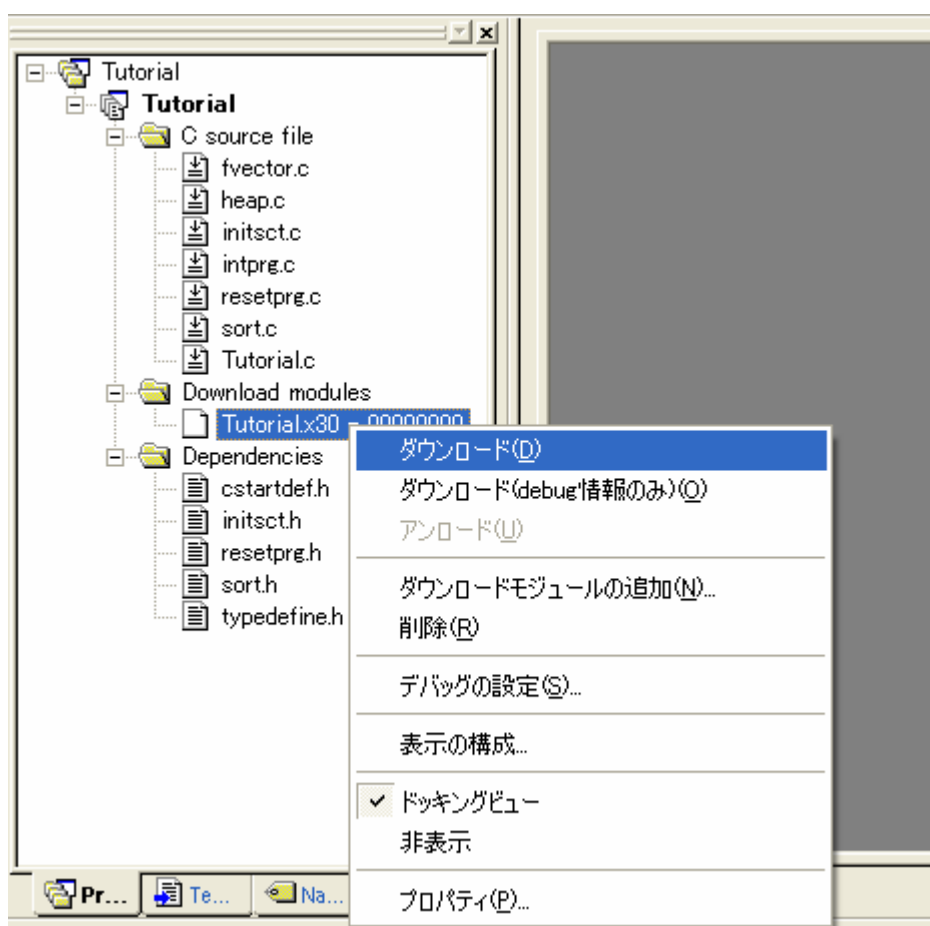 Tutorial
Tutorial
C source file
fvector.c
heap.c
initsct.c
intprg.c
resetprg.c
sort.c
Tutorial.c
Download modules
Tutorial.x30 - 00000000
Dependencies
cstartdef.h
initsct.h
resetprg.h
sort.h
typedefine.h
ダウンロード(D)
ダウンロード(debug情報のみ)(O)
アンロード(U)
ダウンロードモジュールの追加(N)...
削除(R)
デバッグの設定(S)...
表示の構成...
ドッキングビュー
非表示
プロパティ(P)...
Pr...
Te...
Na...